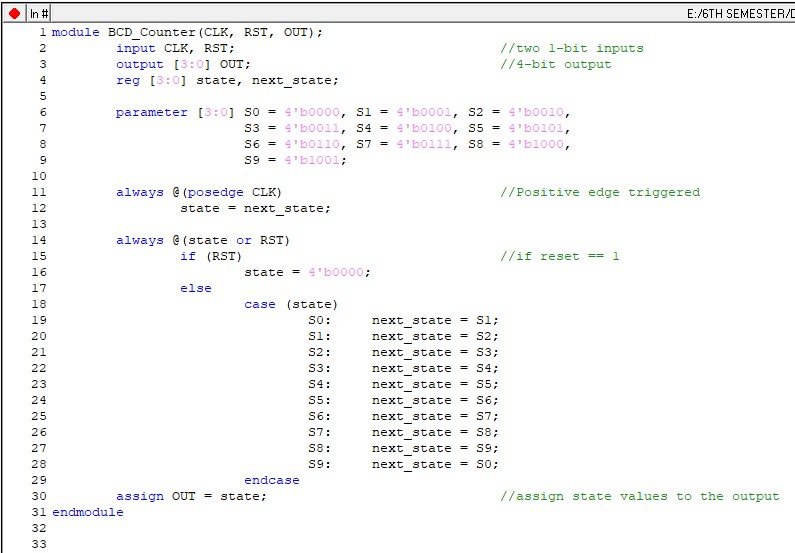 In # E:/6TH SEMESTER/D
1 module BCD_Counter(CLK, RST, OUT);
2 input CLK, RST; //two 1-bit inputs
3 output [3:0] OUT; //4-bit output
4 reg [3:0] state, next_state;
5
6 parameter [3:0] S0 = 4'b0000, S1 = 4'b0001, S2 = 4'b0010,
7 S3 = 4'b0011, S4 = 4'b0100, S5 = 4'b0101,
8 S6 = 4'b0110, S7 = 4'b0111, S8 = 4'b1000,
9 S9 = 4'b1001;
10
11 always @(posedge CLK) //Positive edge triggered
12 state = next_state;
13
14 always @(state or RST)
15 if (RST) //if reset == 1
16 state = 4'b0000;
17 else
18 case (state)
19 S0: next_state = S1;
20 S1: next_state = S2;
21 S2: next_state = S3;
22 S3: next_state = S4;
23 S4: next_state = S5;
24 S5: next_state = S6;
25 S6: next_state = S7;
26 S7: next_state = S8;
27 S8: next_state = S9;
28 S9: next_state = S0;
29 endcase
30 assign OUT = state; //assign state values to the output
31 endmodule
32
33